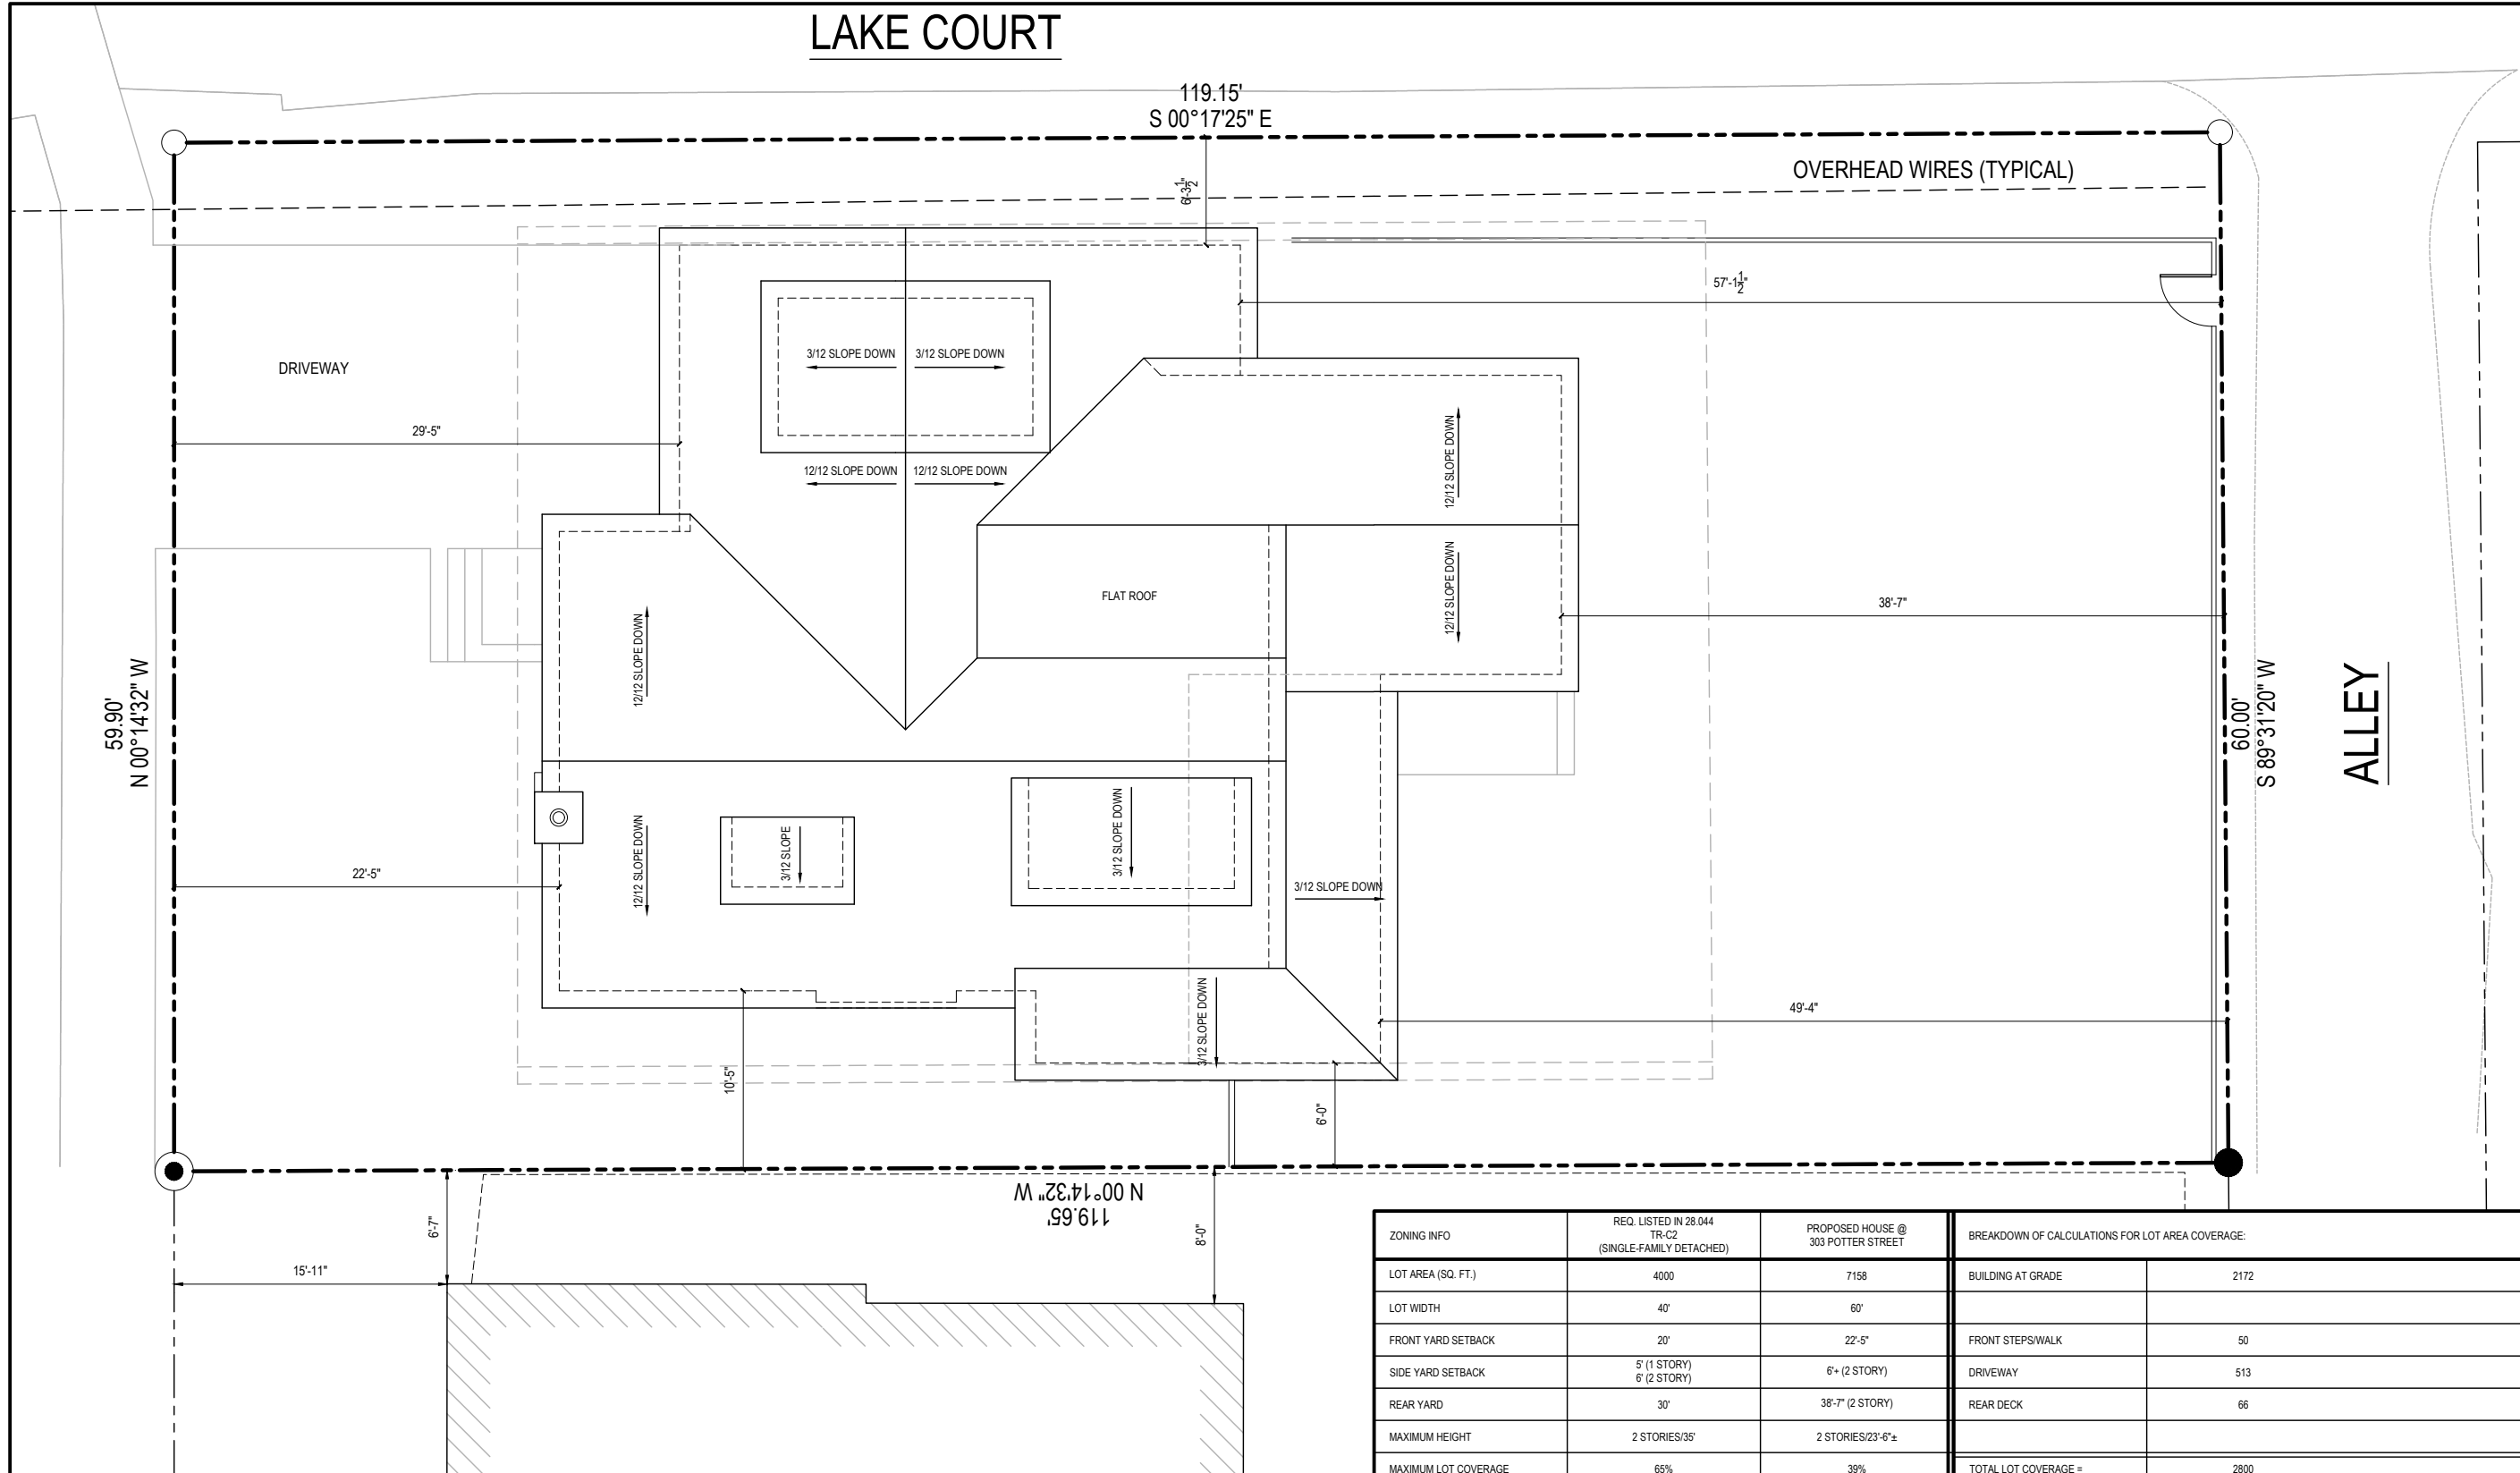 LAKE COURT
119.15'
S 00°17'25" E
OVERHEAD WIRES (TYPICAL)
6'-3 1/2"
57'-1 1/2"
DRIVEWAY
3/12 SLOPE DOWN
3/12 SLOPE DOWN
29'-5"
12/12 SLOPE DOWN
12/12 SLOPE DOWN
12/12 SLOPE DOWN
12/12 SLOPE DOWN
FLAT ROOF
38'-7"
12/12 SLOPE DOWN
59.90'
N 00°14'32" W
60.00'
S 89°31'20" W
ALLEY
12/12 SLOPE DOWN
3/12 SLOPE
3/12 SLOPE DOWN
22'-5"
3/12 SLOPE DOWN
3/12 SLOPE DOWN
49'-4"
10'-5"
6'-0"
119.65'
N 00°14'32" W
6'-7"
8'-0"
15'-11"
ZONING INFO
REQ. LISTED IN 28.044
TR-C2
(SINGLE-FAMILY DETACHED)
PROPOSED HOUSE @
303 POTTER STREET
BREAKDOWN OF CALCULATIONS FOR LOT AREA COVERAGE:
LOT AREA (SQ. FT.) 4000 7158 BUILDING AT GRADE 2172
LOT WIDTH 40' 60'
FRONT YARD SETBACK 20' 22'-5" FRONT STEPS/WALK 50
SIDE YARD SETBACK
5' (1 STORY)
6' (2 STORY)
6'+ (2 STORY)
DRIVEWAY 513
REAR YARD 30' 38'-7" (2 STORY) REAR DECK 66
MAXIMUM HEIGHT 2 STORIES/35' 2 STORIES/23'-6"±
MAXIMUM LOT COVERAGE 65% 39% TOTAL LOT COVERAGE = 2800